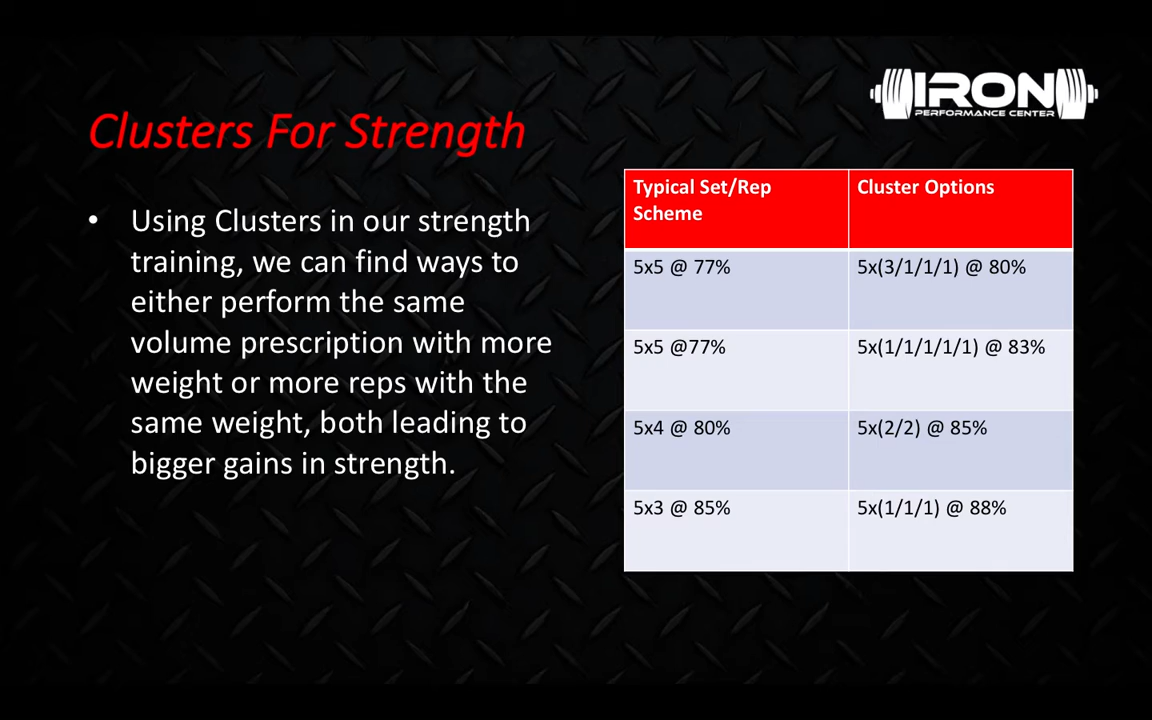 IRON
PERFORMANCE CENTER
Clusters For Strength
• Using Clusters in our strength
training, we can find ways to
either perform the same
volume prescription with more
weight or more reps with the
same weight, both leading to
bigger gains in strength.
Typical Set/Rep
Scheme
Cluster Options
5x5 @ 77%
5x(3/1/1/1) @ 80%
5x5 @77%
5x(1/1/1/1/1) @ 83%
5x4 @ 80%
5x(2/2) @ 85%
5x3 @ 85%
5x(1/1/1) @ 88%